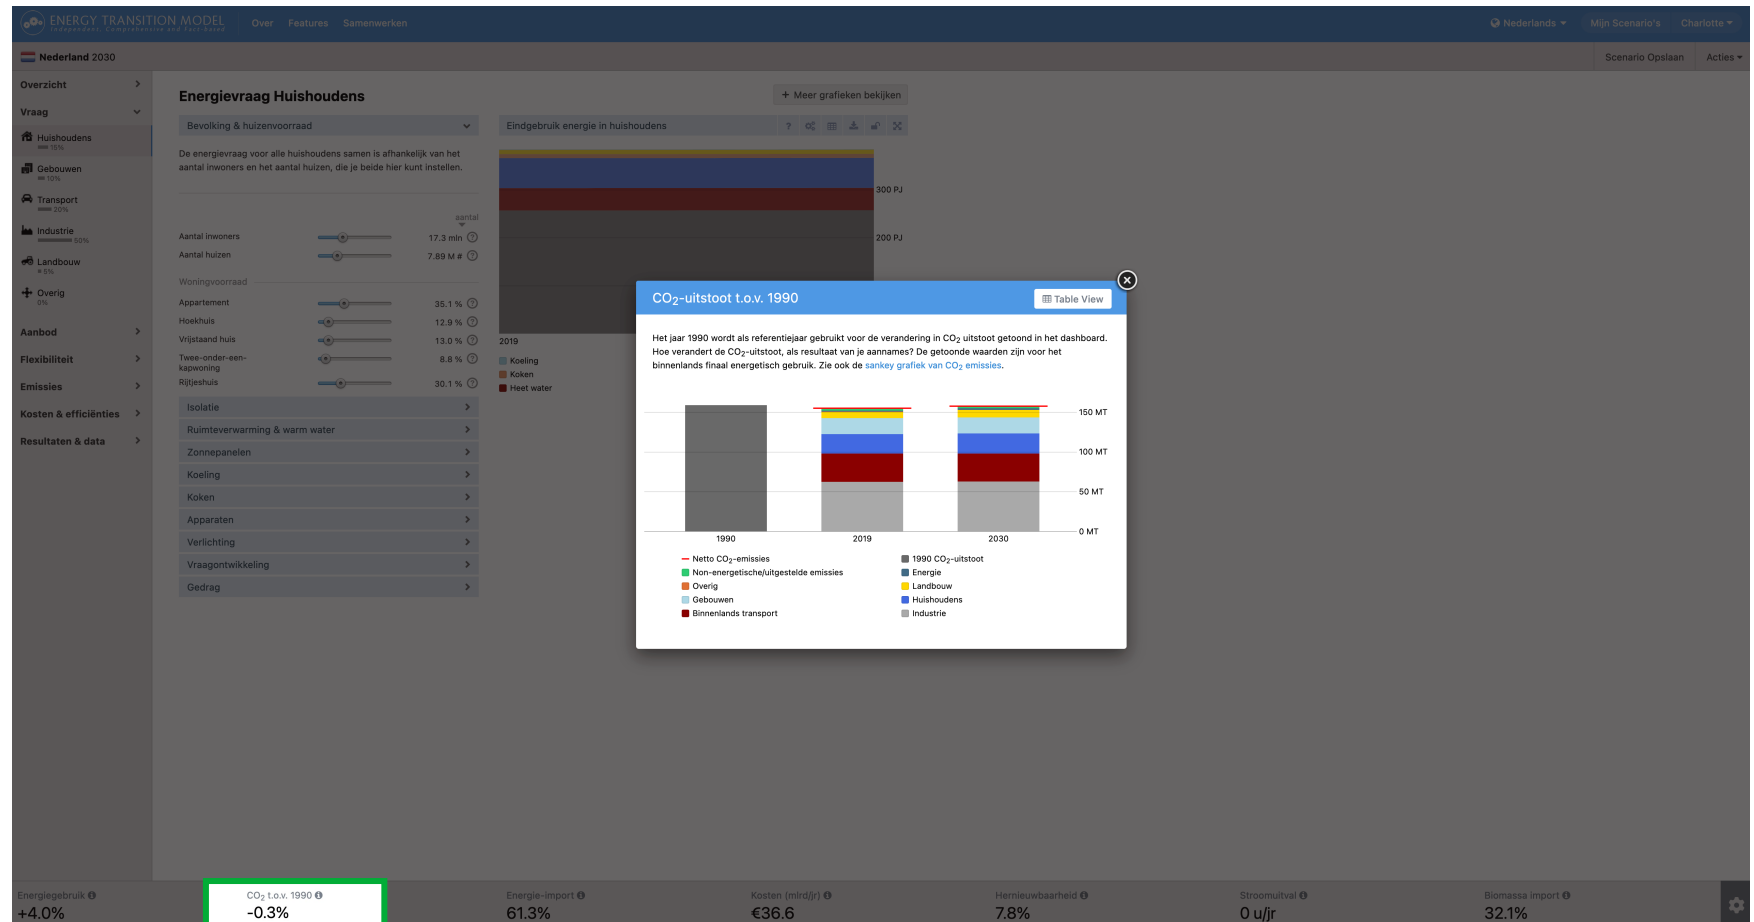 ENERGY TRANSITION MODEL
Independent, Comprehensive and Fact-based
Over Features Samenwerken
Nederlands Mijn Scenario's Charlotte
Nederland 2030
Scenario Opslaan Acties
Overzicht
Vraag
Huishoudens
15%
Gebouwen
10%
Transport
20%
Industrie
50%
Landbouw
5%
Overig
0%
Aanbod
Flexibiliteit
Emissies
Kosten & efficiënties
Resultaten & data
Energievraag Huishoudens
+ Meer grafieken bekijken
Bevolking & huizenvoorraad
De energievraag voor alle huishoudens samen is afhankelijk van het
aantal inwoners en het aantal huizen, die je beide hier kunt instellen.
aantal
Aantal inwoners 17.3 mln ?
Aantal huizen 7.89 M # ?
Woningvoorraad
Appartement 35.1 % ?
Hoekhuis 12.9 % ?
Vrijstaand huis 13.0 % ?
Twee-onder-een-
kapwoning 8.8 % ?
Rijtjeshuis 30.1 % ?
Isolatie
Ruimteverwarming & warm water
Zonnepanelen
Koeling
Koken
Apparaten
Verlichting
Vraagontwikkeling
Gedrag
Eindgebruik energie in huishoudens ?
300 PJ
200 PJ
2019
Koeling
Koken
Heet water
CO₂-uitstoot t.o.v. 1990
Table View
Het jaar 1990 wordt als referentiejaar gebruikt voor de verandering in CO₂ uitstoot getoond in het dashboard.
Hoe verandert de CO₂-uitstoot, als resultaat van je aannames? De getoonde waarden zijn voor het
binnenlands finaal energetisch gebruik. Zie ook de sankey grafiek van CO₂ emissies.
150 MT
100 MT
50 MT
0 MT
1990 2019 2030
Netto CO₂-emissies
Non-energetische/uitgestelde emissies
Overig
Gebouwen
Binnenlands transport
1990 CO₂-uitstoot
Energie
Landbouw
Huishoudens
Industrie
Energiegebruik
+4.0%
CO₂ t.o.v. 1990
-0.3%
Energie-import
61.3%
Kosten (mlrd/jr)
€36.6
Hernieuwbaarheid
7.8%
Stroomuitval
0 u/jr
Biomassa import
32.1%